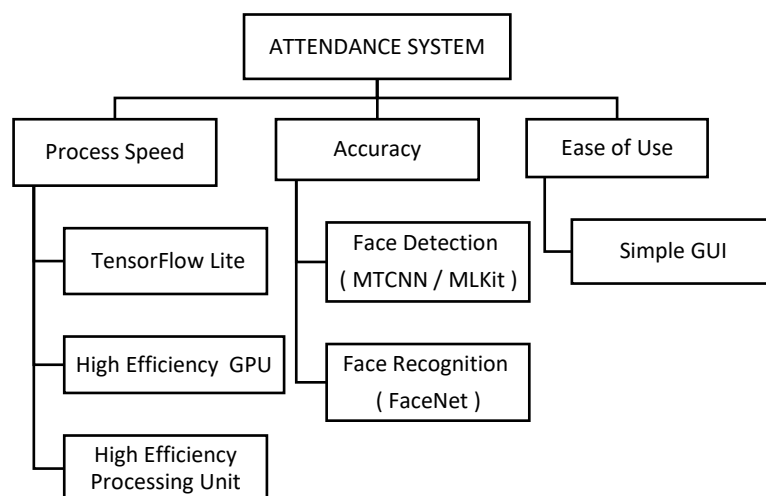 ATTENDANCE SYSTEM
Process Speed
Accuracy
Ease of Use
TensorFlow Lite
Face Detection
( MTCNN / MLKit )
Simple GUI
High Efficiency GPU
Face Recognition
( FaceNet )
High Efficiency
Processing Unit